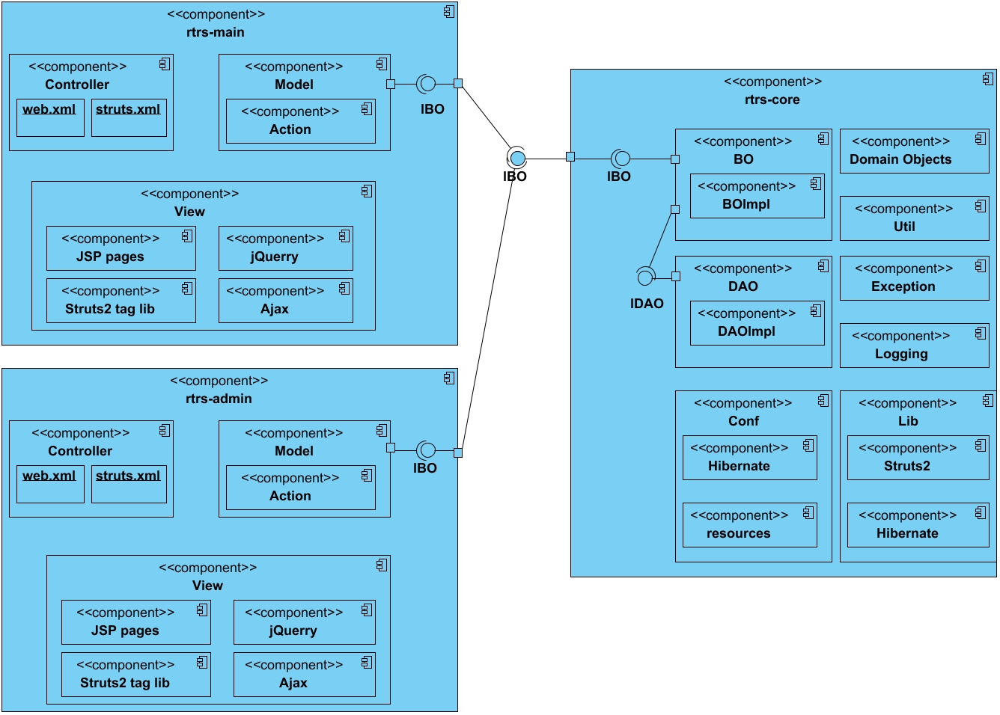 <<component>>
rtrs-main
<<component>>
Controller
web.xml
struts.xml
<<component>>
Model
<<component>>
Action
IBO
<<component>>
View
<<component>>
JSP pages
<<component>>
jQuerry
<<component>>
Struts2 tag lib
<<component>>
Ajax
<<component>>
rtrs-admin
<<component>>
Controller
web.xml
struts.xml
<<component>>
Model
<<component>>
Action
IBO
<<component>>
View
<<component>>
JSP pages
<<component>>
jQuerry
<<component>>
Struts2 tag lib
<<component>>
Ajax
IBO
<<component>>
rtrs-core
IBO
<<component>>
BO
<<component>>
BOImpl
<<component>>
Domain Objects
<<component>>
Util
IDAO
<<component>>
DAO
<<component>>
DAOImpl
<<component>>
Exception
<<component>>
Logging
<<component>>
Conf
<<component>>
Hibernate
<<component>>
resources
<<component>>
Lib
<<component>>
Struts2
<<component>>
Hibernate